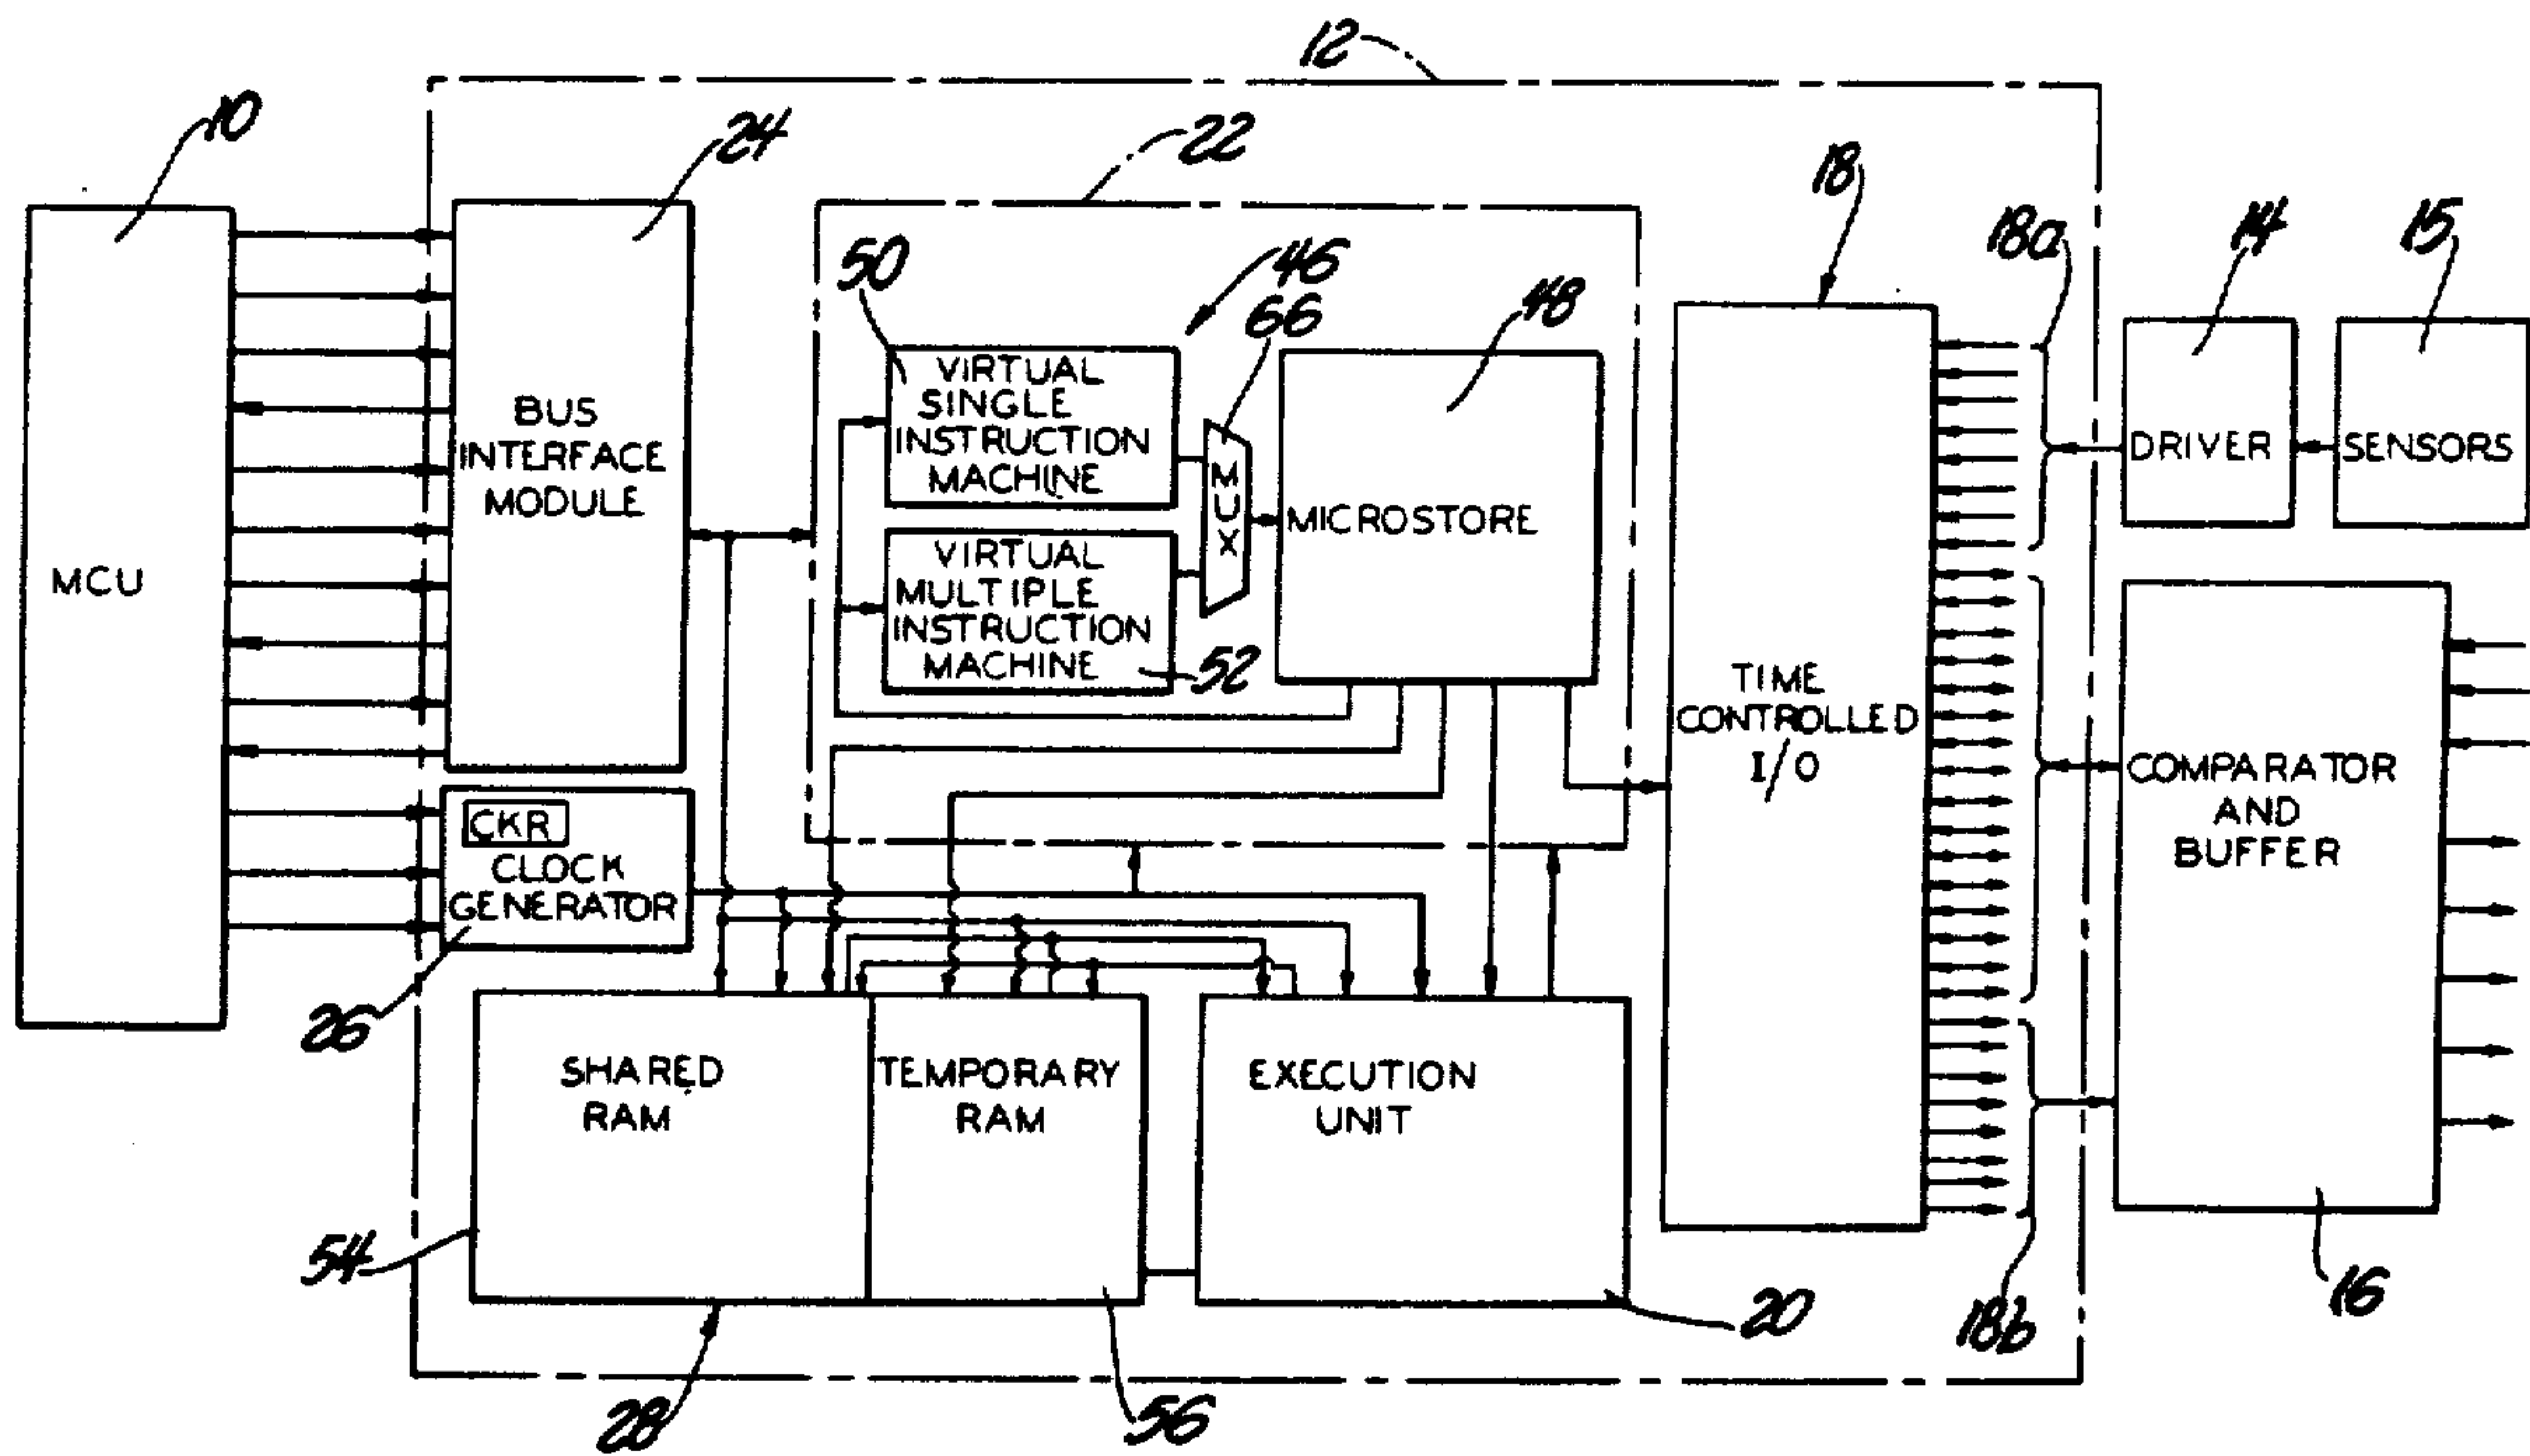 12
10
24
22
18
18a
14
15
50
46
66
48
VIRTUAL
SINGLE
INSTRUCTION
MACHINE
MUX
MICROSTORE
BUS
INTERFACE
MODULE
DRIVER
SENSORS
VIRTUAL
MULTIPLE
INSTRUCTION
MACHINE
52
MCU
TIME
CONTROLLED
I/O
COMPARATOR
AND
BUFFER
CKR
CLOCK
GENERATOR
26
SHARED
RAM
TEMPORARY
RAM
EXECUTION
UNIT
54
28
56
20
18b
16